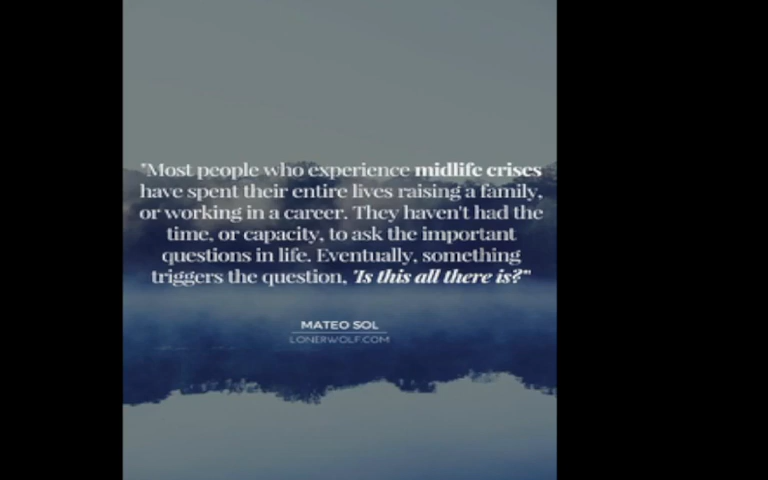 "Most people who experience midlife crises
have spent their entire lives raising a family,
or working in a career. They haven't had the
time, or capacity, to ask the important
questions in life. Eventually, something
triggers the question, 'Is this all there is?'"
MATEO SOL
LONERWOLF.COM